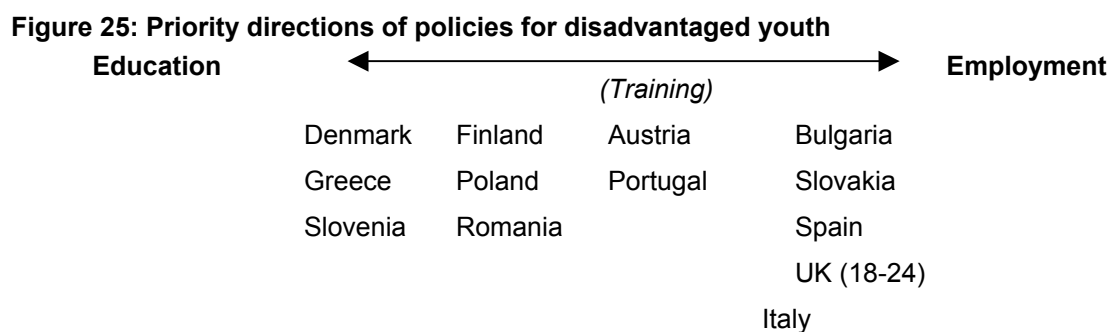 Figure 25: Priority directions of policies for disadvantaged youth
Education Employment
(Training)
Denmark Finland Austria Bulgaria
Greece Poland Portugal Slovakia
Slovenia Romania Spain
UK (18-24)
Italy